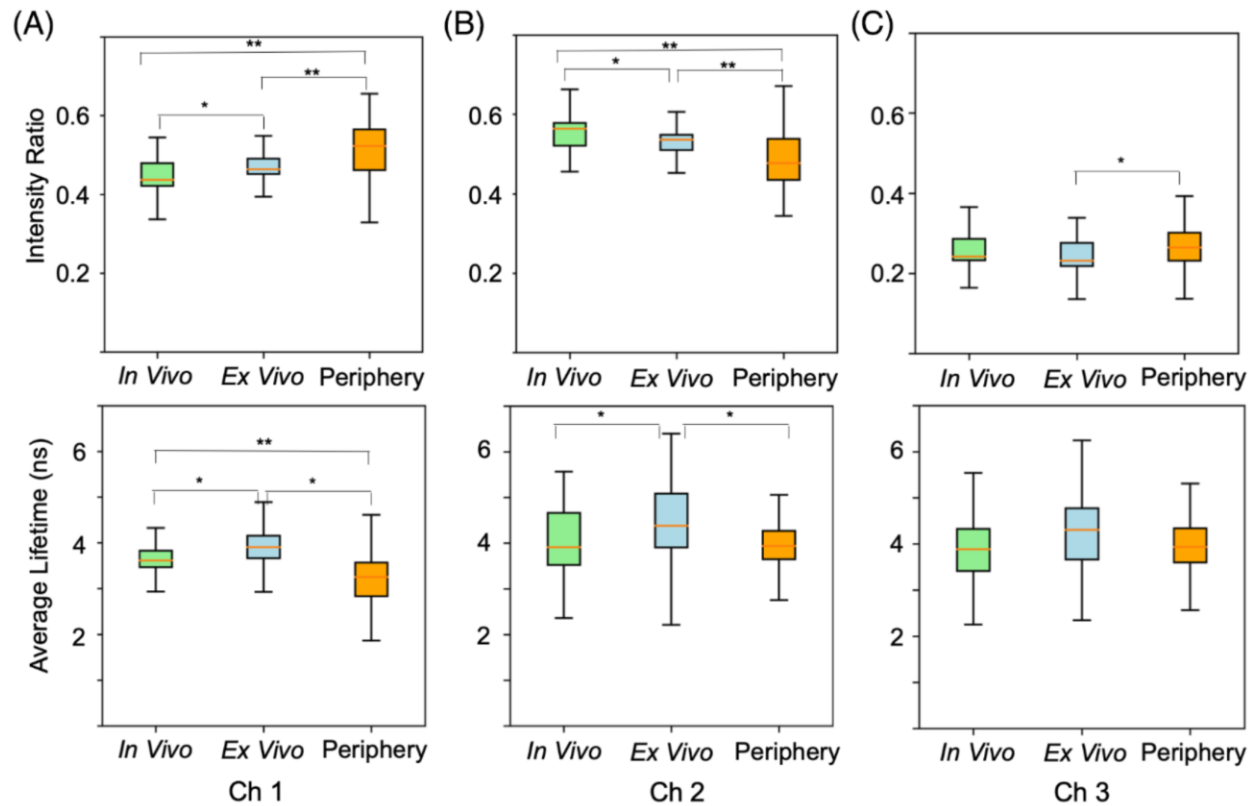 (A)
(B)
(C)
Intensity Ratio
0.6
0.4
0.2
**
**
*
In Vivo
Ex Vivo
Periphery
0.6
0.4
0.2
**
*
**
In Vivo
Ex Vivo
Periphery
0.6
0.4
0.2
*
In Vivo
Ex Vivo
Periphery
Average Lifetime (ns)
6
4
2
**
*
*
In Vivo
Ex Vivo
Periphery
Ch 1
6
4
2
*
*
In Vivo
Ex Vivo
Periphery
Ch 2
6
4
2
In Vivo
Ex Vivo
Periphery
Ch 3